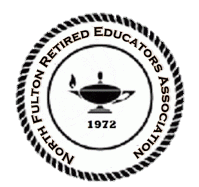 NORTH FULTON RETIRED EDUCATORS ASSOCIATION
1972